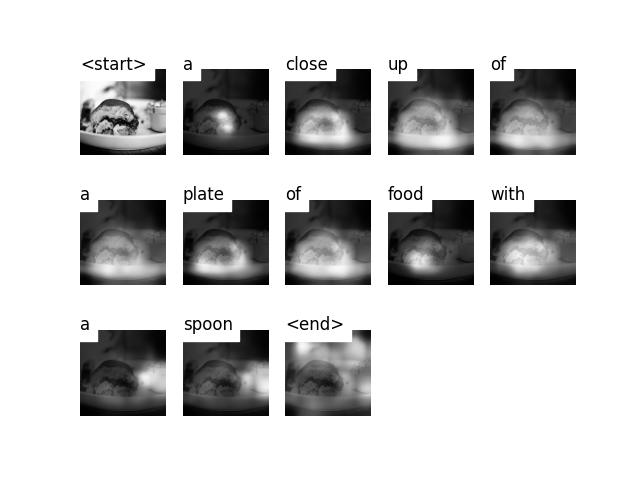 <start> a close up of
a plate of food with
a spoon <end>